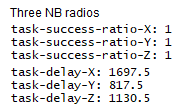 Three NB radios
task-success-ratio-X: 1
task-success-ratio-Y: 1
task-success-ratio-Z: 1
task-delay-X: 1697.5
task-delay-Y: 817.5
task-delay-Z: 1130.5